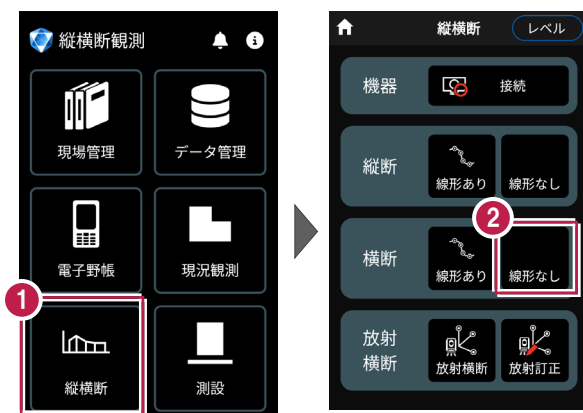 縦横断観測
現場管理
データ管理
電子野帳
現況観測
1
縦横断
測設
縦横断
レベル
機器
接続
縦断
線形あり
線形なし
2
横断
線形あり
線形なし
放射
横断
放射横断
放射訂正